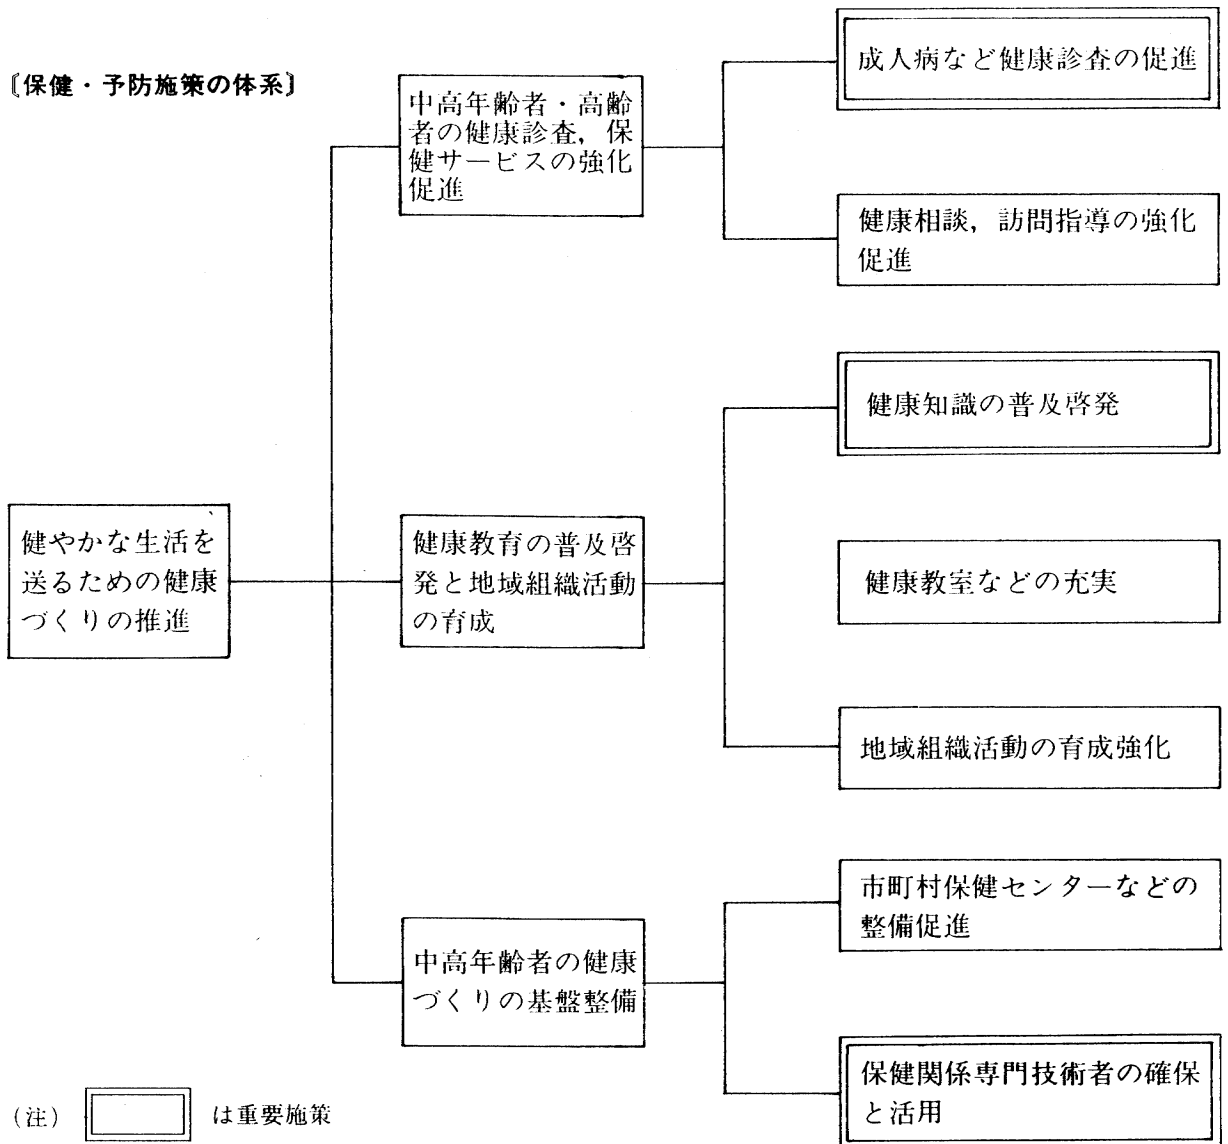 〔保健・予防施策の体系〕
健やかな生活を
送るための健康
づくりの推進
中高年齢者・高齢
者の健康診査，保
健サービスの強化
促進
成人病など健康診査の促進
健康相談，訪問指導の強化
促進
健康教育の普及啓
発と地域組織活動
の育成
健康知識の普及啓発
健康教室などの充実
地域組織活動の育成強化
中高年齢者の健康
づくりの基盤整備
市町村保健センターなどの
整備促進
保健関係専門技術者の確保
と活用
(注)
は重要施策